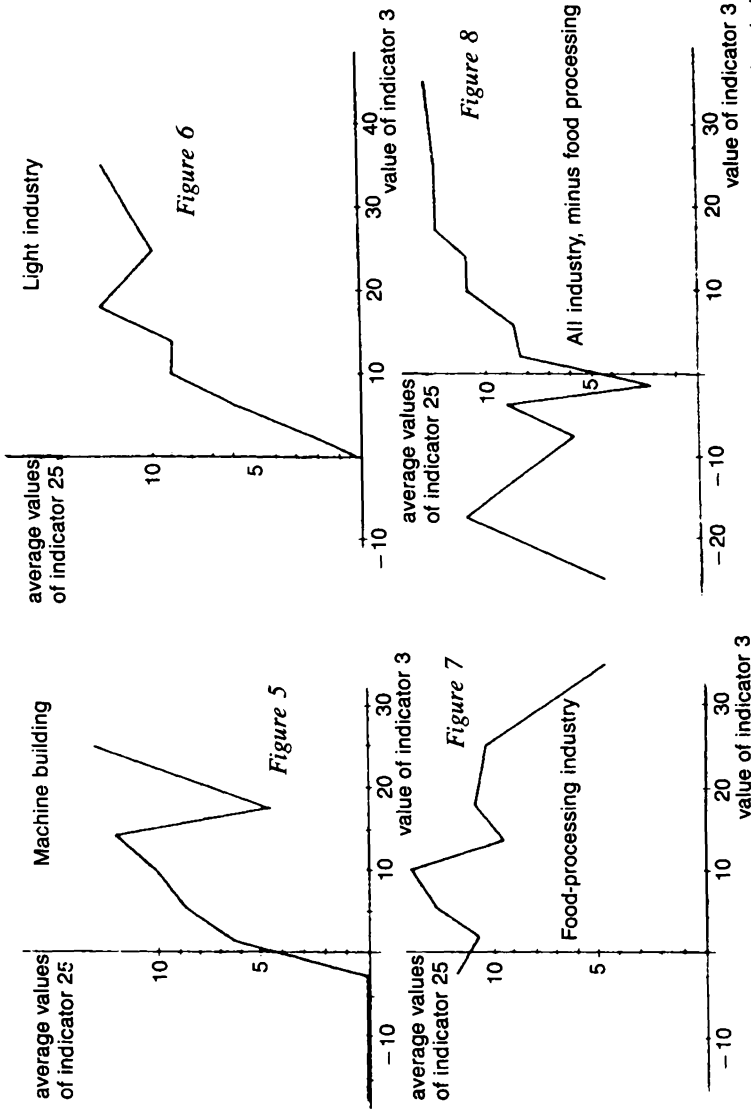 Machine building
average values
of indicator 25
10
5
-10
10
20
30
value of indicator 3
Figure 5
Light industry
average values
of indicator 25
10
5
-10
10
20
30
40
value of indicator 3
Figure 6
average values
of indicator 25
10
5
Figure 7
Food-processing industry
-10
10
20
30
value of indicator 3
average values
of indicator 25
10
5
Figure 8
All industry, minus food processing
-20
-10
10
20
30
value of indicator 3